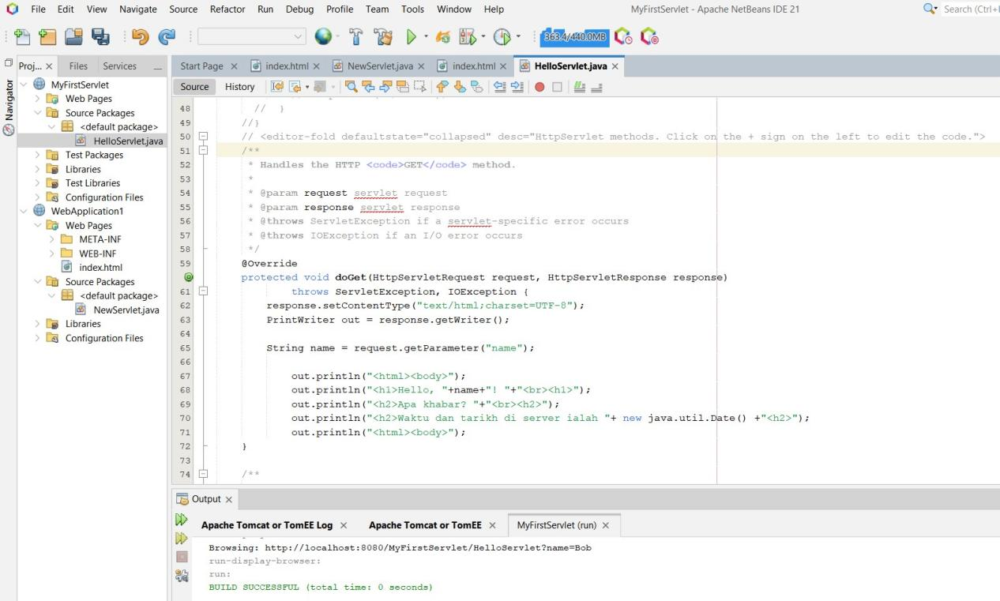 File Edit View Navigate Source Refactor Run Debug Profile Team Tools Window Help
MyFirstServlet - Apache NetBeans IDE 21
Search (Ctrl+I
363.4/440.0MB
Proj... × Files Services
Navigator
MyFirstServlet
Web Pages
Source Packages
<default package>
HelloServlet.java
Test Packages
Libraries
Test Libraries
Configuration Files
WebApplication1
Web Pages
META-INF
WEB-INF
index.html
Source Packages
<default package>
NewServlet.java
Libraries
Configuration Files
Start Page × index.html × NewServlet.java × index.html × HelloServlet.java ×
Source History
48 // }
49 //}
50 // <editor-fold defaultstate="collapsed" desc="HttpServlet methods. Click on the + sign on the left to edit the code.">
51 /**
52 * Handles the HTTP <code>GET</code> method.
53 *
54 * @param request servlet request
55 * @param response servlet response
56 * @throws ServletException if a servlet-specific error occurs
57 * @throws IOException if an I/O error occurs
58 */
59 @Override
protected void doGet(HttpServletRequest request, HttpServletResponse response)
61 throws ServletException, IOException {
62 response.setContentType("text/html;charset=UTF-8");
63 PrintWriter out = response.getWriter();
64
65 String name = request.getParameter("name");
66
67 out.println("<html><body>");
68 out.println("<h1>Hello, "+name+"! "+"<br><h1>");
69 out.println("<h2>Apa khabar? "+"<br><h2>");
70 out.println("<h2>Waktu dan tarikh di server ialah "+ new java.util.Date() +"<h2>");
71 out.println("<html><body>");
72 }
73
74 /**
Output ×
Apache Tomcat or TomEE Log × Apache Tomcat or TomEE × MyFirstServlet (run) ×
Browsing: http://localhost:8080/MyFirstServlet/HelloServlet?name=Bob
run-display-browser:
run:
BUILD SUCCESSFUL (total time: 0 seconds)